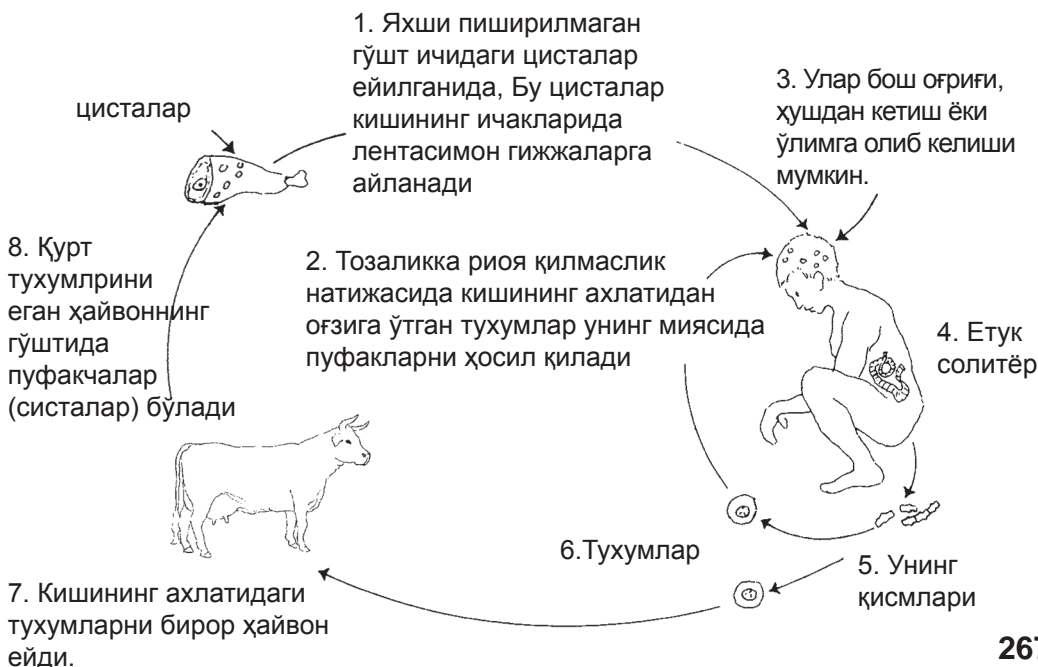 цисталар
1. Яхши пиширилмаган
гўшт ичидаги цисталар
ейилганида, Бу цисталар
кишининг ичакларида
лентасимон гижжаларга
айланади
3. Улар бош оғриғи,
ҳушдан кетиш ёки
ўлимга олиб келиши
мумкин.
8. Қурт
тухумлрини
еган ҳайвоннинг
гўштида
пуфакчалар
(систалар) бўлади
2. Тозаликка риоя қилмаслик
натижасида кишининг ахлатидан
оғзига ўтган тухумлар унинг миясида
пуфакларни ҳосил қилади
4. Етук
солитёр
6.Тухумлар
5. Унинг
қисмлари
7. Кишининг ахлатидаги
тухумларни бирор ҳайвон
ейди.
267